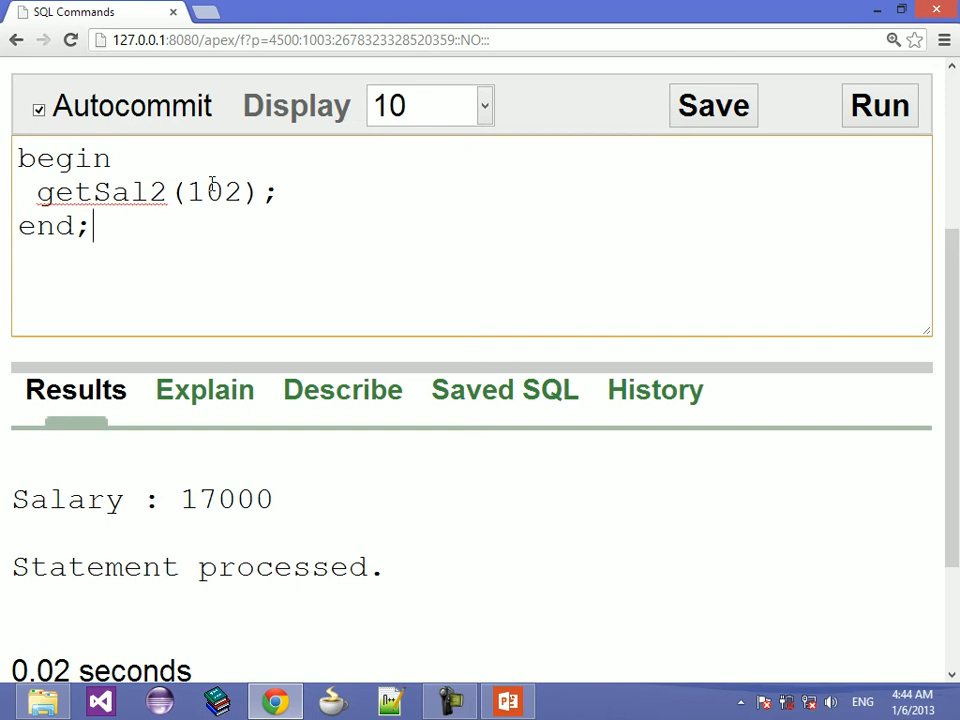 SQL Commands
127.0.0.1:8080/apex/f?p=4500:1003:2678323328520359::NO:::
Autocommit Display 10 Save Run
begin
getSal2(102);
end;
Results Explain Describe Saved SQL History
Salary : 17000
Statement processed.
0.02 seconds
ENG
4:44 AM
1/6/2013